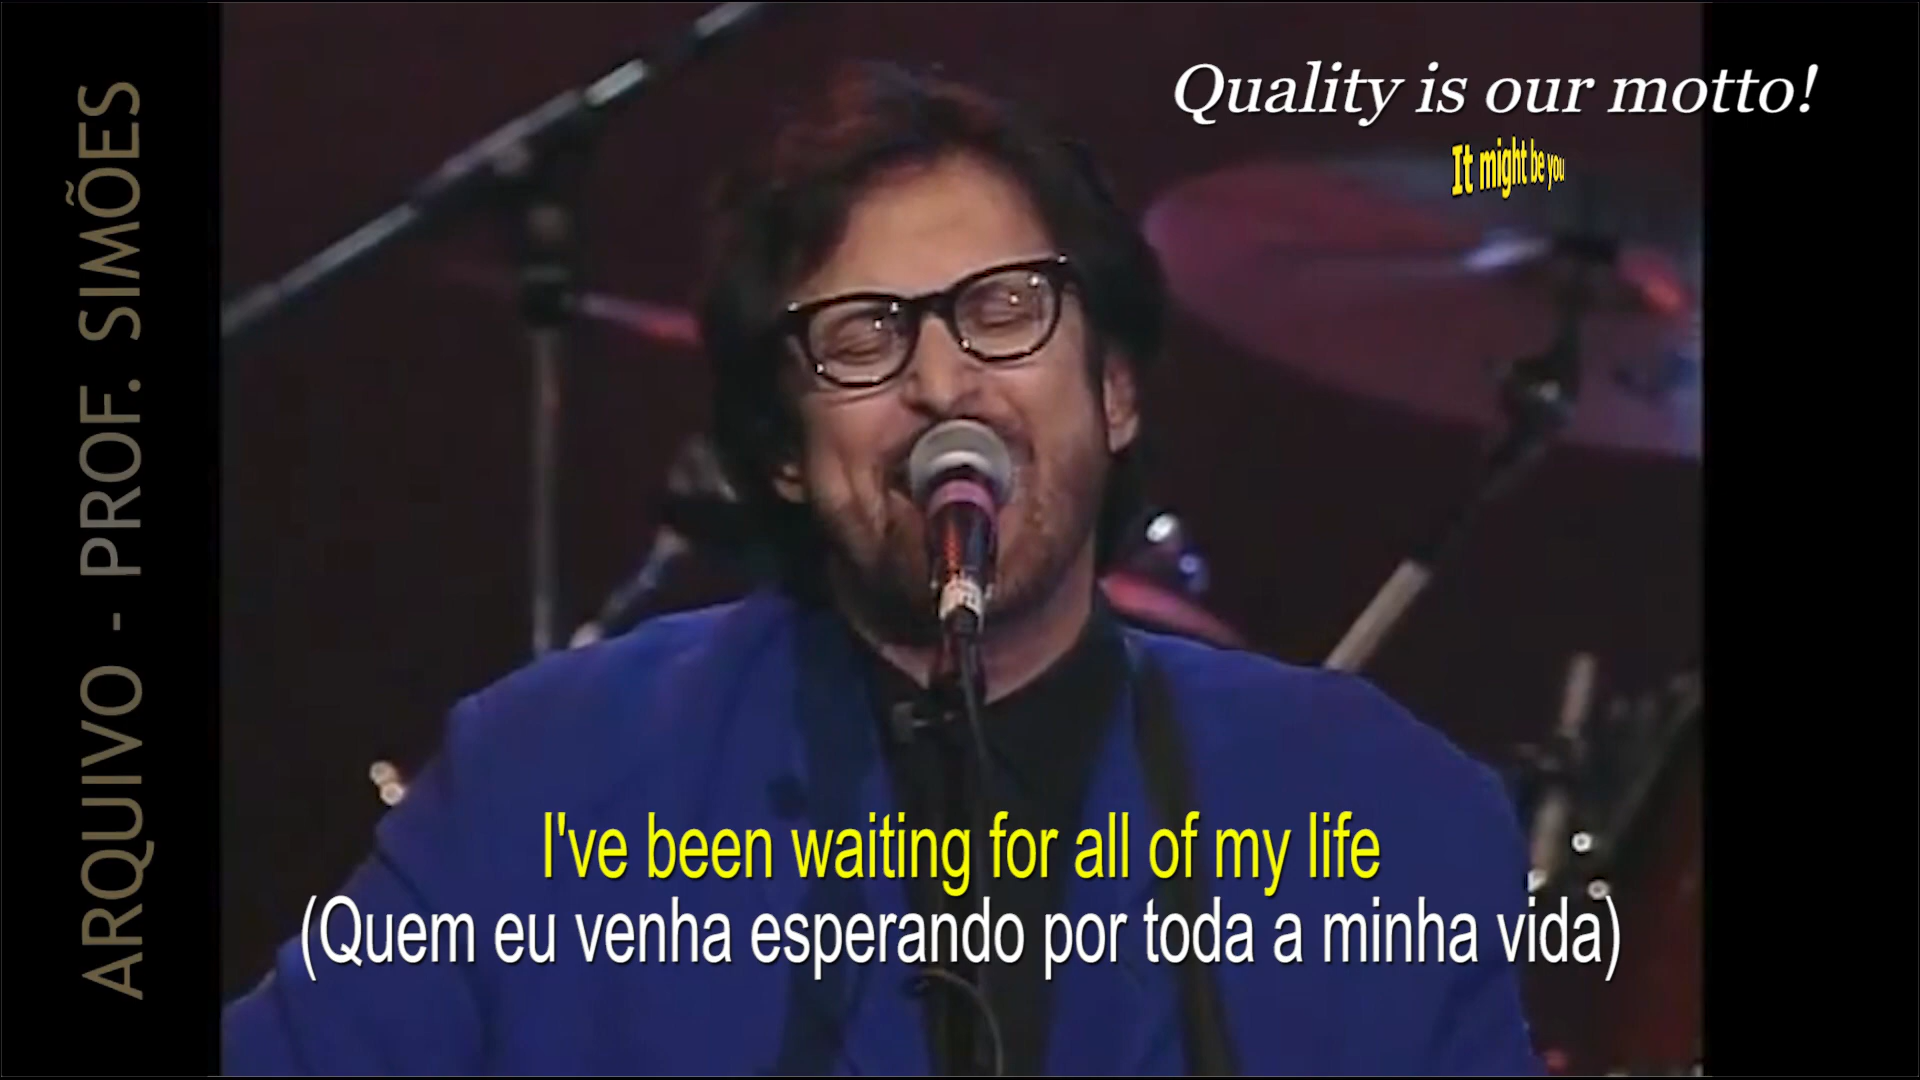 ARQUIVO - PROF. SIMÕES
Quality is our motto!
It might be you
I've been waiting for all of my life
(Quem eu venha esperando por toda a minha vida)